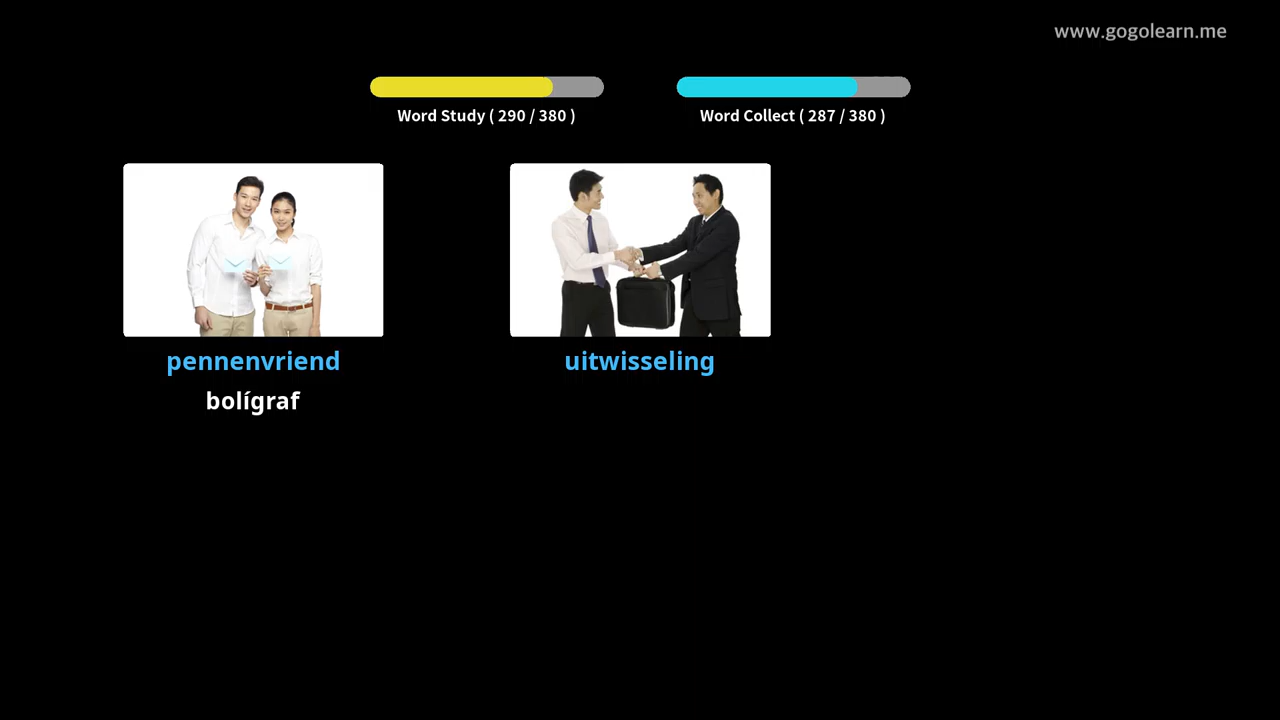 www.gogolearn.me
Word Study ( 290 / 380 )
Word Collect ( 287 / 380 )
pennenvriend
uitwisseling
bolígraf